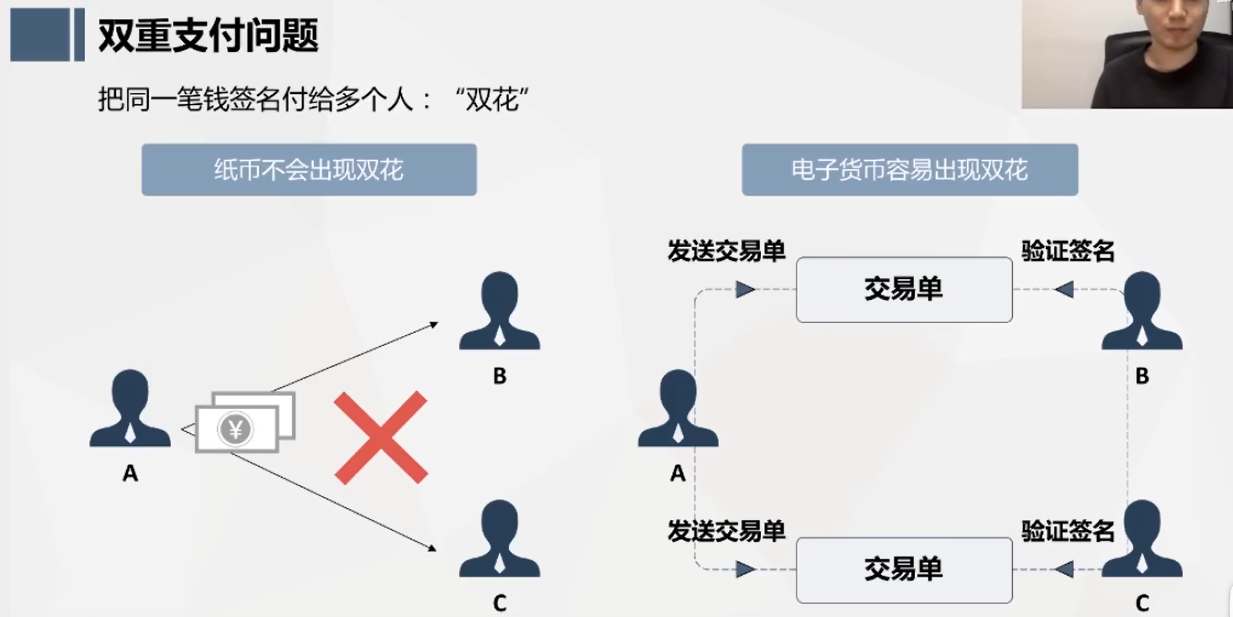 双重支付问题
把同一笔钱签名付给多个人：“双花”
纸币不会出现双花
A
¥
B
C
电子货币容易出现双花
发送交易单
交易单
验证签名
B
A
发送交易单
交易单
验证签名
C